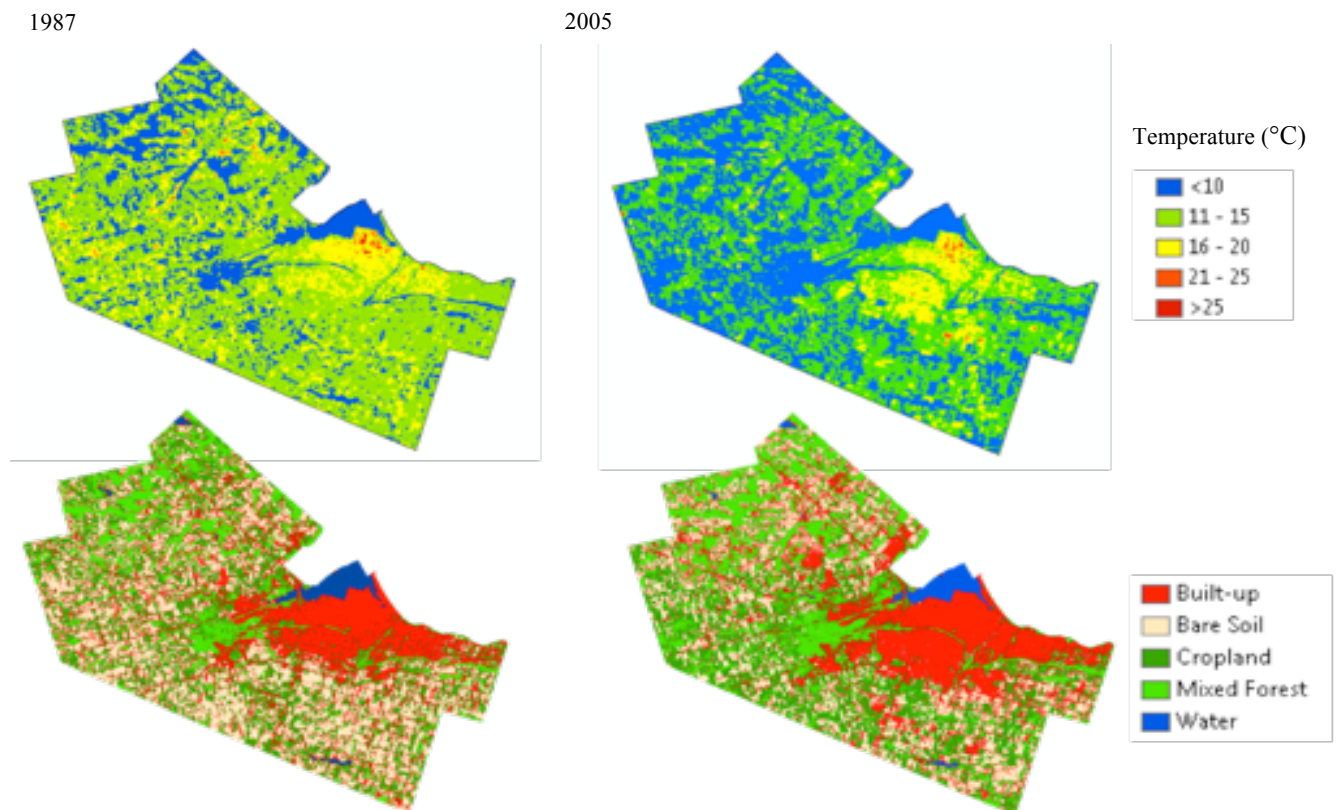 1987
2005
Temperature (°C)
<10
11 - 15
16 - 20
21 - 25
>25
Built-up
Bare Soil
Cropland
Mixed Forest
Water